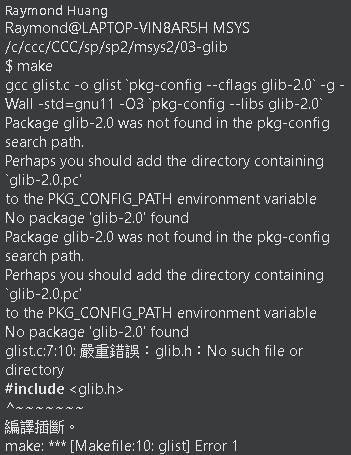 Raymond Huang
Raymond@LAPTOP-VIN8AR5H MSYS
/c/ccc/CCC/sp/sp2/msys2/03-glib
$ make
gcc glist.c -o glist `pkg-config --cflags glib-2.0` -g -
Wall -std=gnu11 -O3 `pkg-config --libs glib-2.0`
Package glib-2.0 was not found in the pkg-config
search path.
Perhaps you should add the directory containing
`glib-2.0.pc'
to the PKG_CONFIG_PATH environment variable
No package 'glib-2.0' found
Package glib-2.0 was not found in the pkg-config
search path.
Perhaps you should add the directory containing
`glib-2.0.pc'
to the PKG_CONFIG_PATH environment variable
No package 'glib-2.0' found
glist.c:7:10: 嚴重錯誤：glib.h：No such file or
directory
#include <glib.h>
^~~~~~~~
編譯插斷。
make: *** [Makefile:10: glist] Error 1